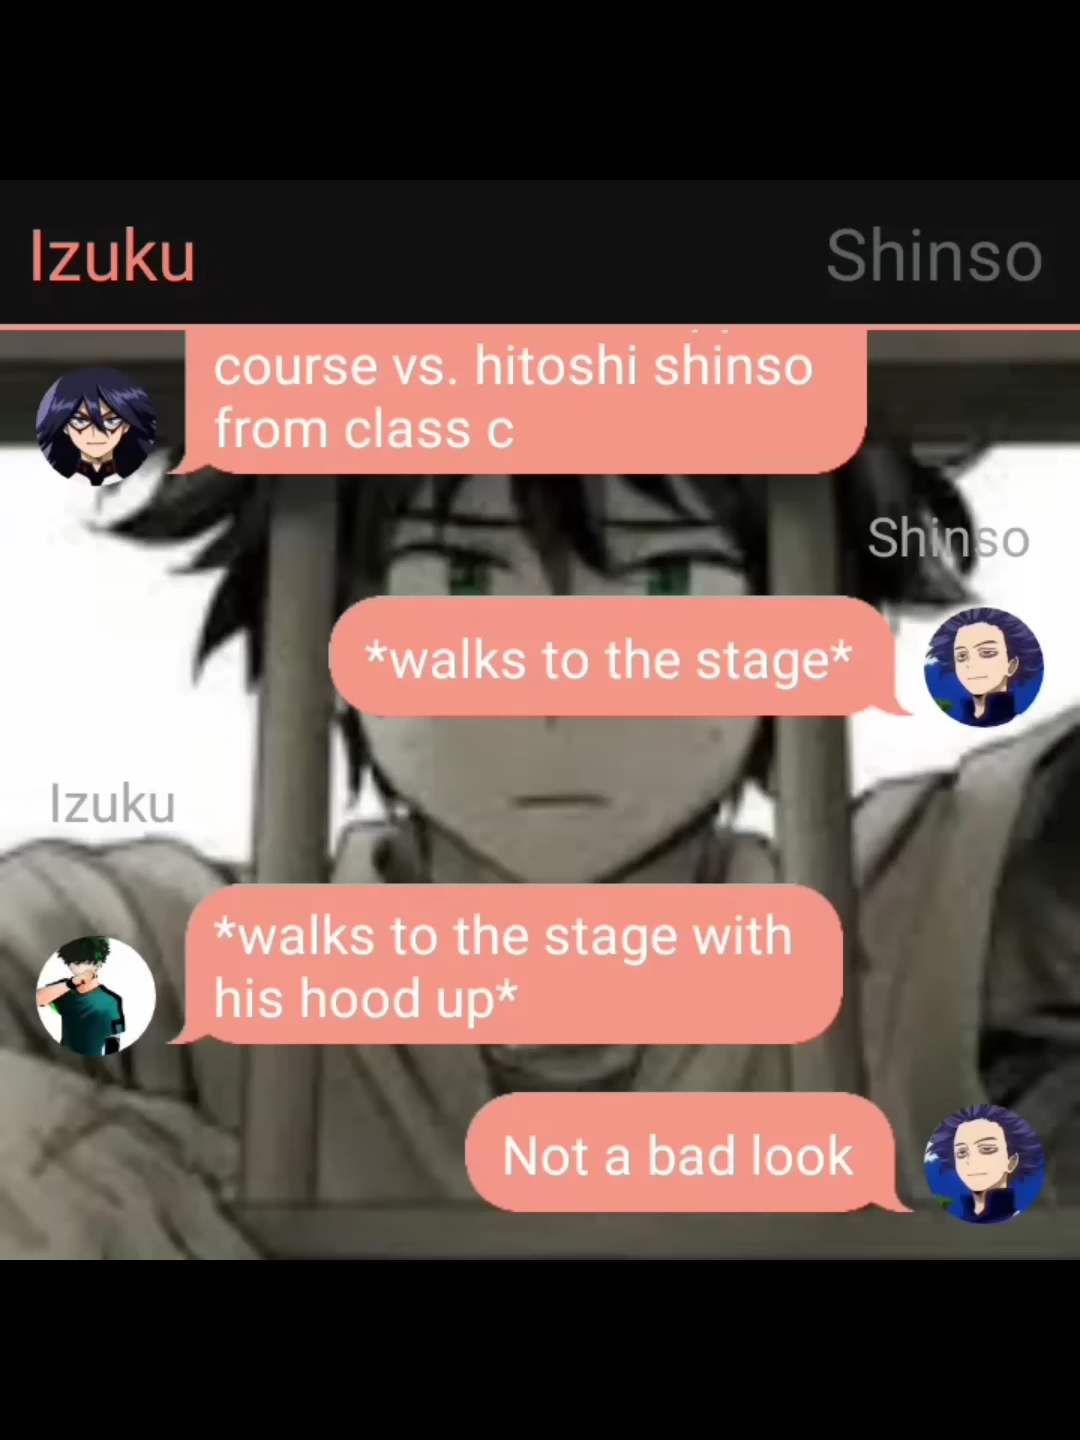 Izuku
Shinso
course vs. hitoshi shinso
from class c
Shinso
*walks to the stage*
Izuku
*walks to the stage with
his hood up*
Not a bad look